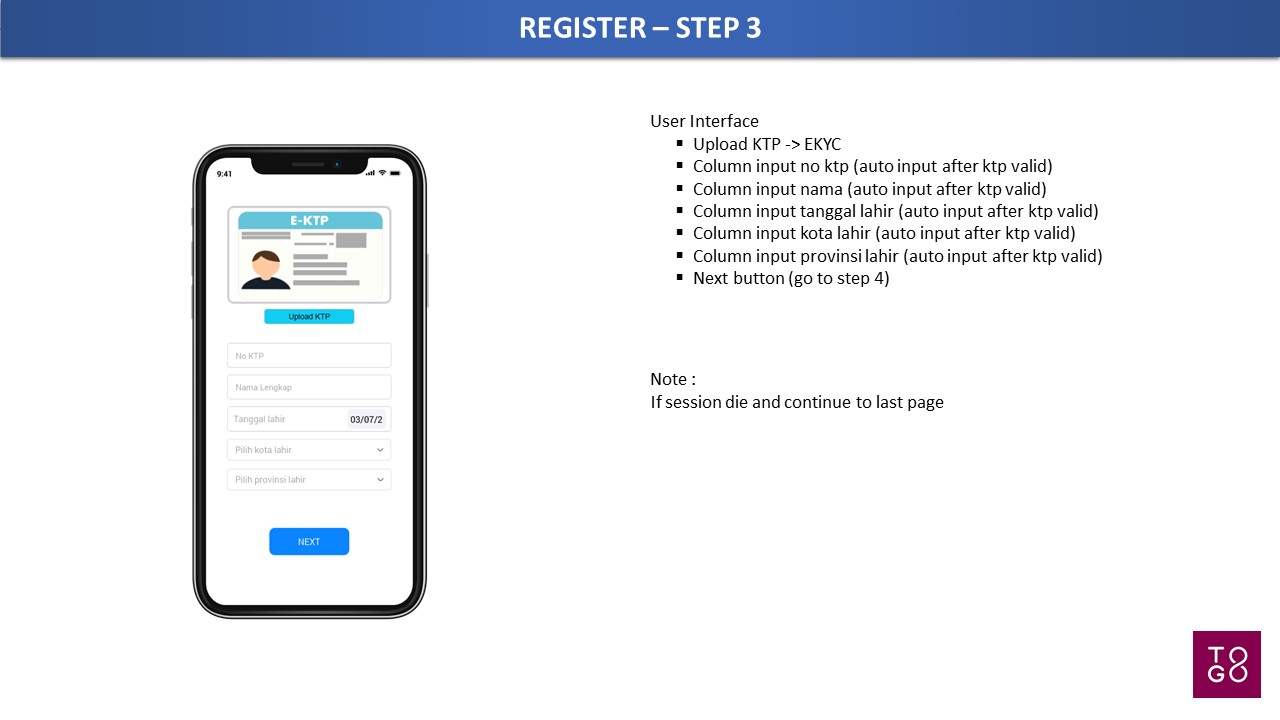 REGISTER – STEP 3
9:41
E-KTP
Upload KTP
No KTP
Nama Lengkap
Tanggal lahir 03/07/2
Pilih kota lahir
Pilih provinsi lahir
NEXT
User Interface
▪ Upload KTP -> EKYC
▪ Column input no ktp (auto input after ktp valid)
▪ Column input nama (auto input after ktp valid)
▪ Column input tanggal lahir (auto input after ktp valid)
▪ Column input kota lahir (auto input after ktp valid)
▪ Column input provinsi lahir (auto input after ktp valid)
▪ Next button (go to step 4)
Note :
If session die and continue to last page
TO
GO